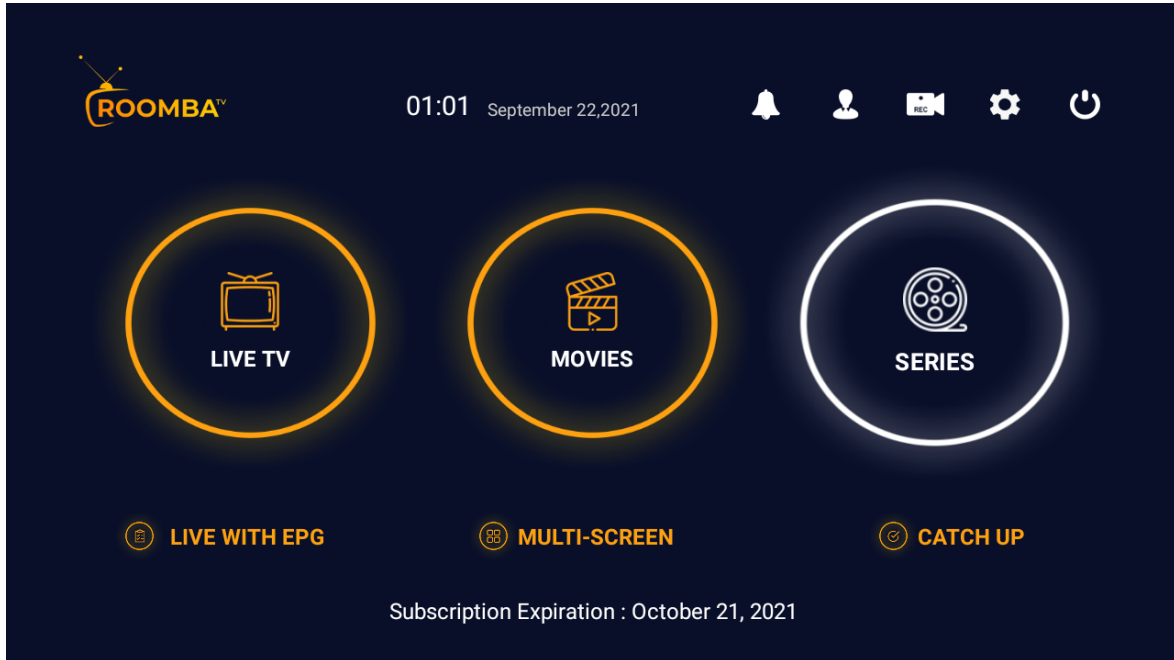 ROOMBA TV
01:01 September 22,2021
REC
LIVE TV
MOVIES
SERIES
LIVE WITH EPG
MULTI-SCREEN
CATCH UP
Subscription Expiration : October 21, 2021